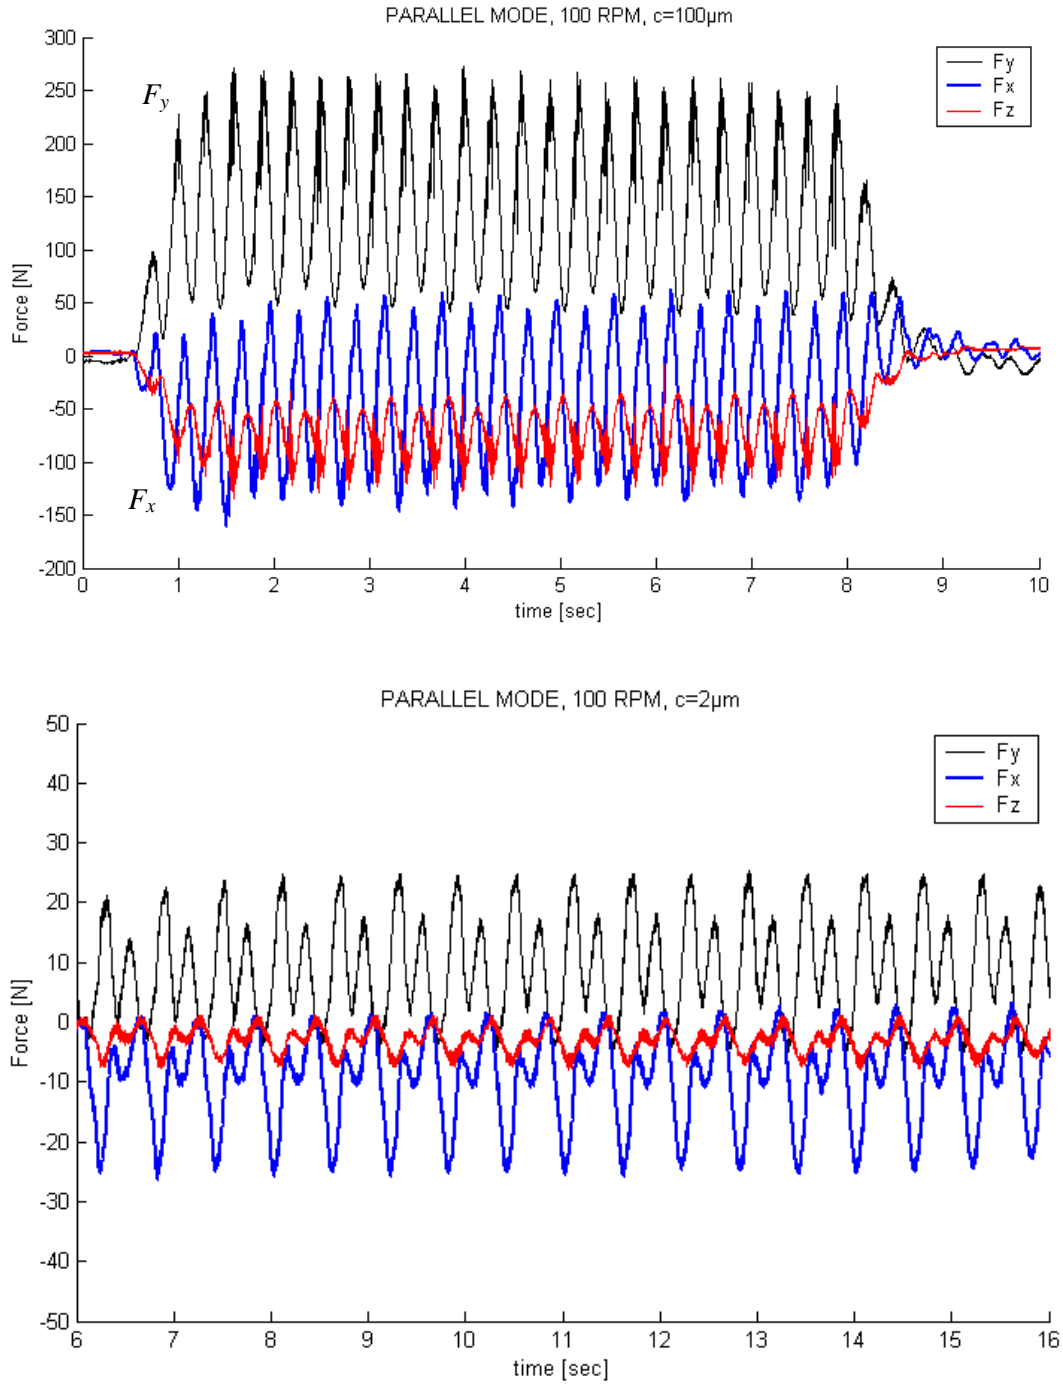 PARALLEL MODE, 100 RPM, c=100µm
300
250
200
150
100
50
0
-50
-100
-150
-200
Force [N]
Fy
Fx
Fy
Fx
Fz
0 1 2 3 4 5 6 7 8 9 10
time [sec]
PARALLEL MODE, 100 RPM, c=2µm
50
40
30
20
10
0
-10
-20
-30
-40
-50
Force [N]
Fy
Fx
Fz
6 7 8 9 10 11 12 13 14 15 16
time [sec]